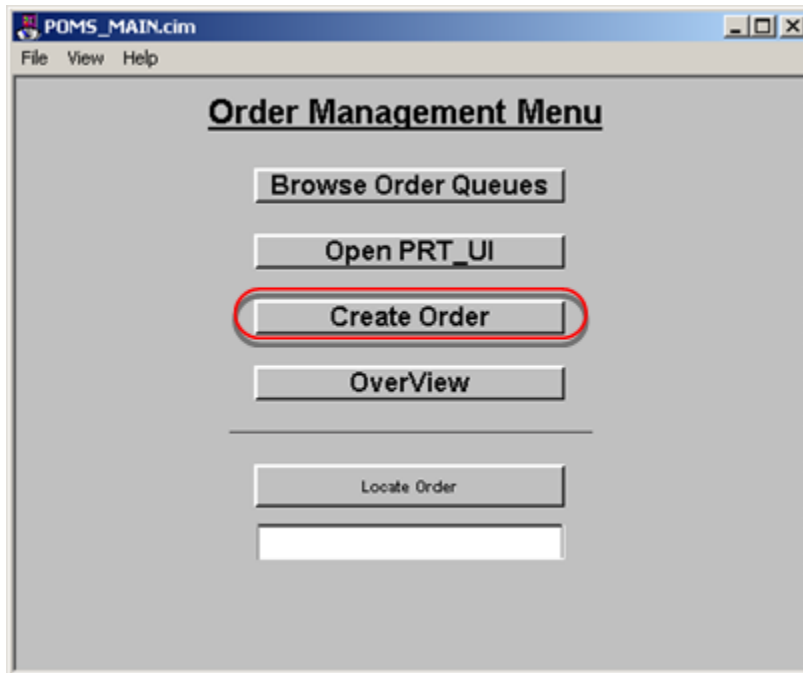 POMS_MAIN.cim
File View Help
Order Management Menu
Browse Order Queues
Open PRT_UI
Create Order
OverView
Locate Order